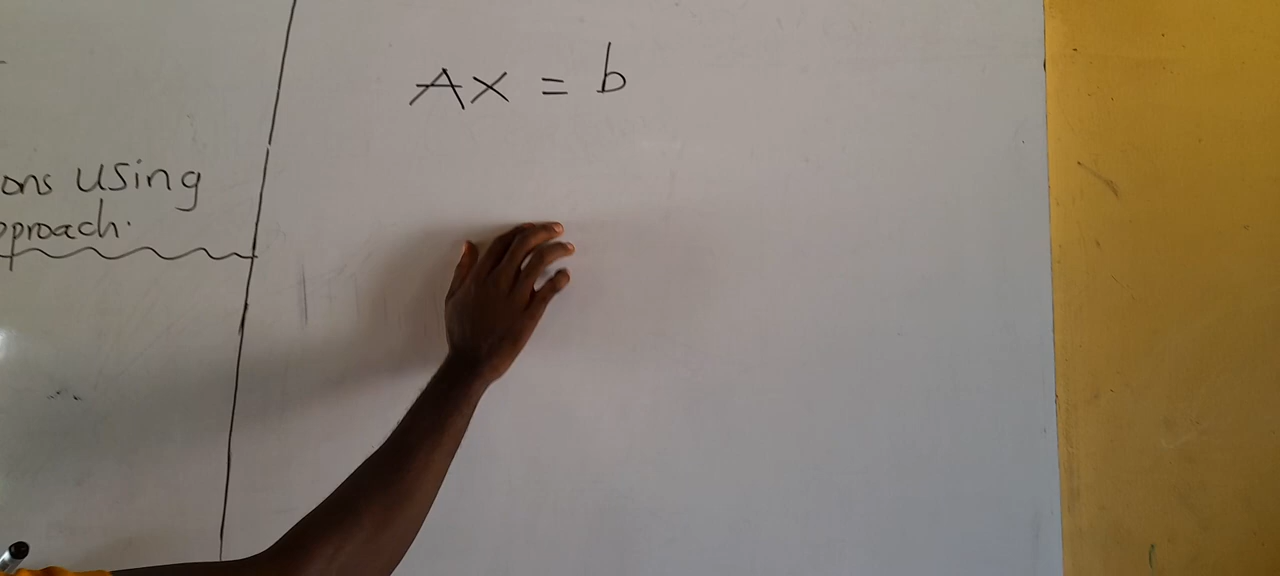 ons using
pproach.
AX = b